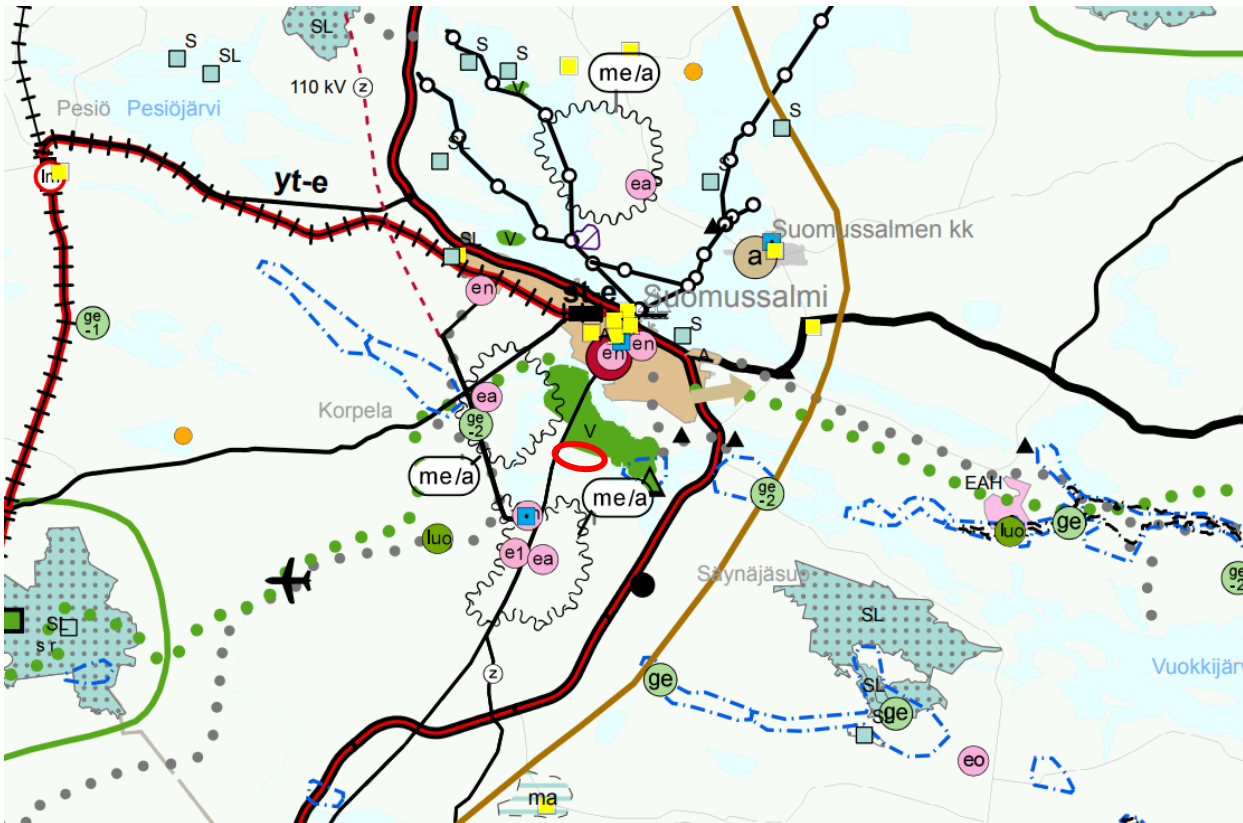 SL
S
S
SL
S
me/a
110 kV
z
V
Pesiö
Pesiöjärvi
S
SL
S
yt-e
ea
Suomussalmen kk
V
SL
a
en
st-e
Suomussalmi
ge
-1
S
en
en
A
Korpela
ea
ge
-2
V
me/a
me/a
ge
-2
EAH
luo
ge
luo
e1
ea
ge
-2
Säynäjäsuo
SL
SL
s r
Vuokkijärv
z
ge
SL
ge
eo
ma